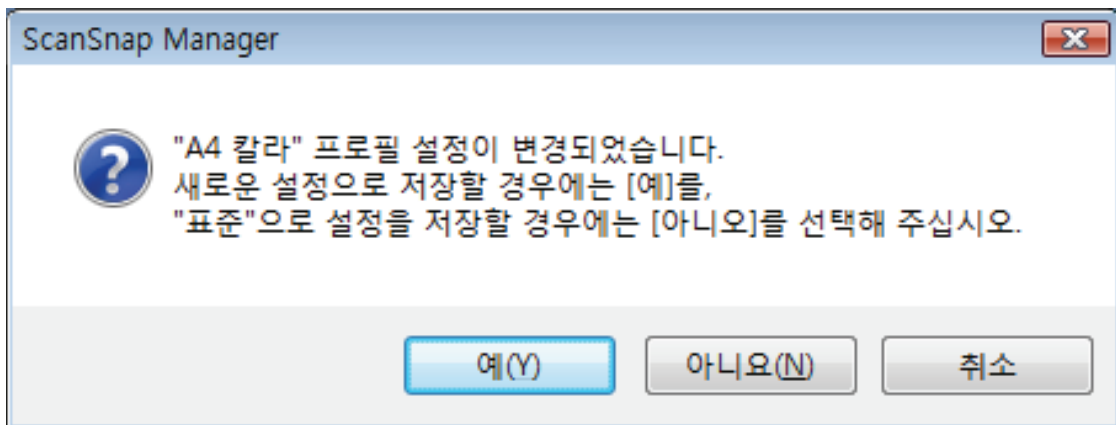 ScanSnap Manager
"A4 칼라" 프로필 설정이 변경되었습니다.
새로운 설정으로 저장할 경우에는 [예]를,
"표준"으로 설정을 저장할 경우에는 [아니오]를 선택해 주십시오.
예(Y) 아니요(N) 취소